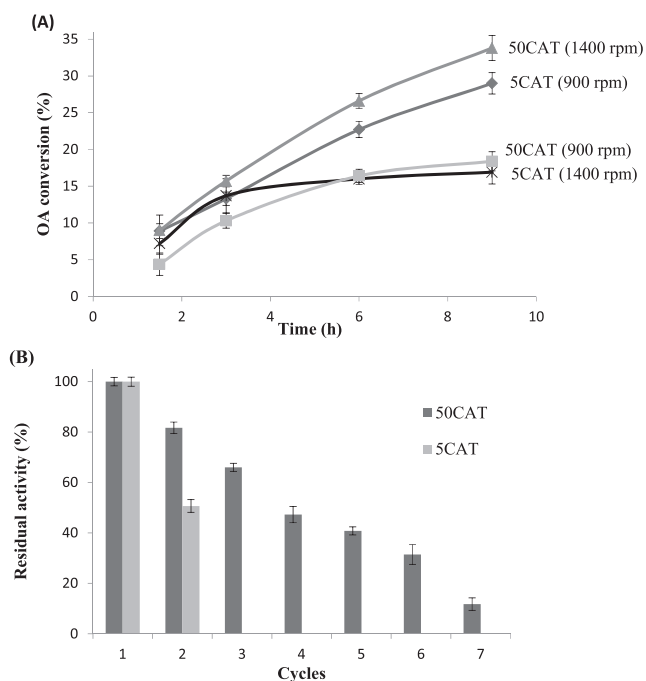 (A)
OA conversion (%)
35
30
25
20
15
10
5
0
0 2 4 6 8 10
Time (h)
50CAT (1400 rpm)
5CAT (900 rpm)
50CAT (900 rpm)
5CAT (1400 rpm)
(B)
Residual activity (%)
100
80
60
40
20
0
50CAT
5CAT
1 2 3 4 5 6 7
Cycles